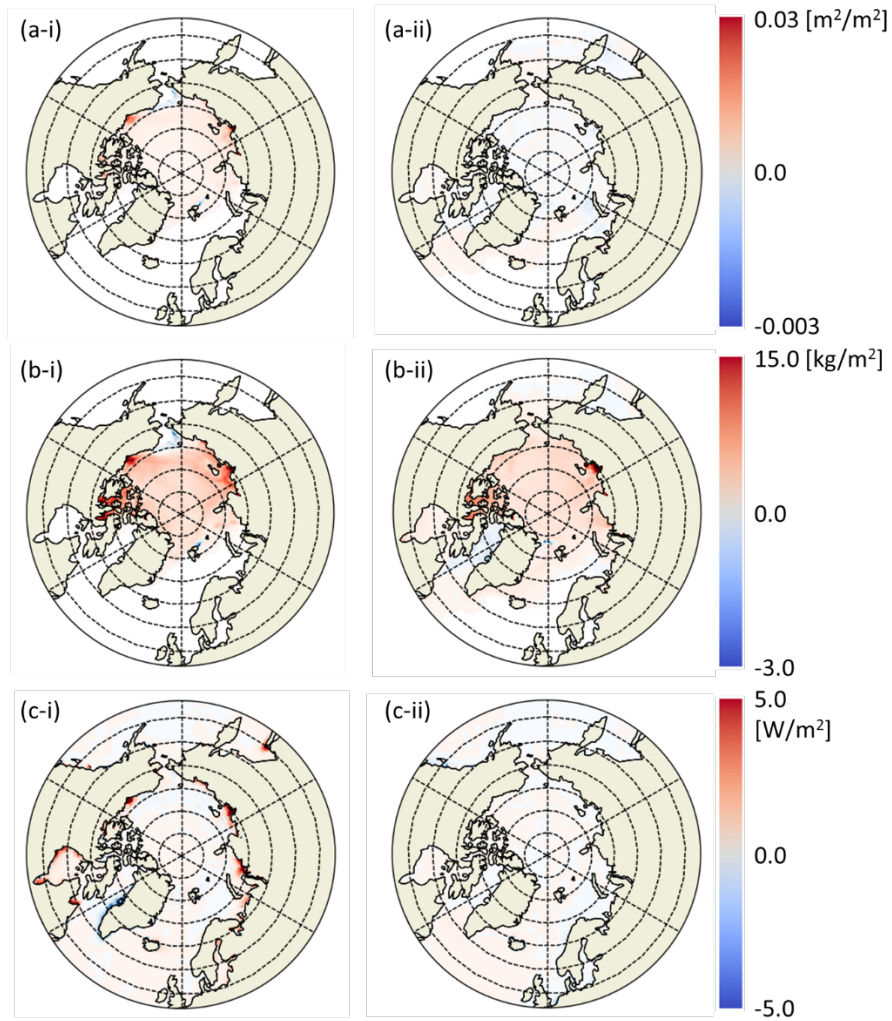 (a-i) (a-ii) 0.03 [m²/m²]
0.0
-0.003
(b-i) (b-ii) 15.0 [kg/m²]
0.0
-3.0
(c-i) (c-ii) 5.0
[W/m²]
0.0
-5.0